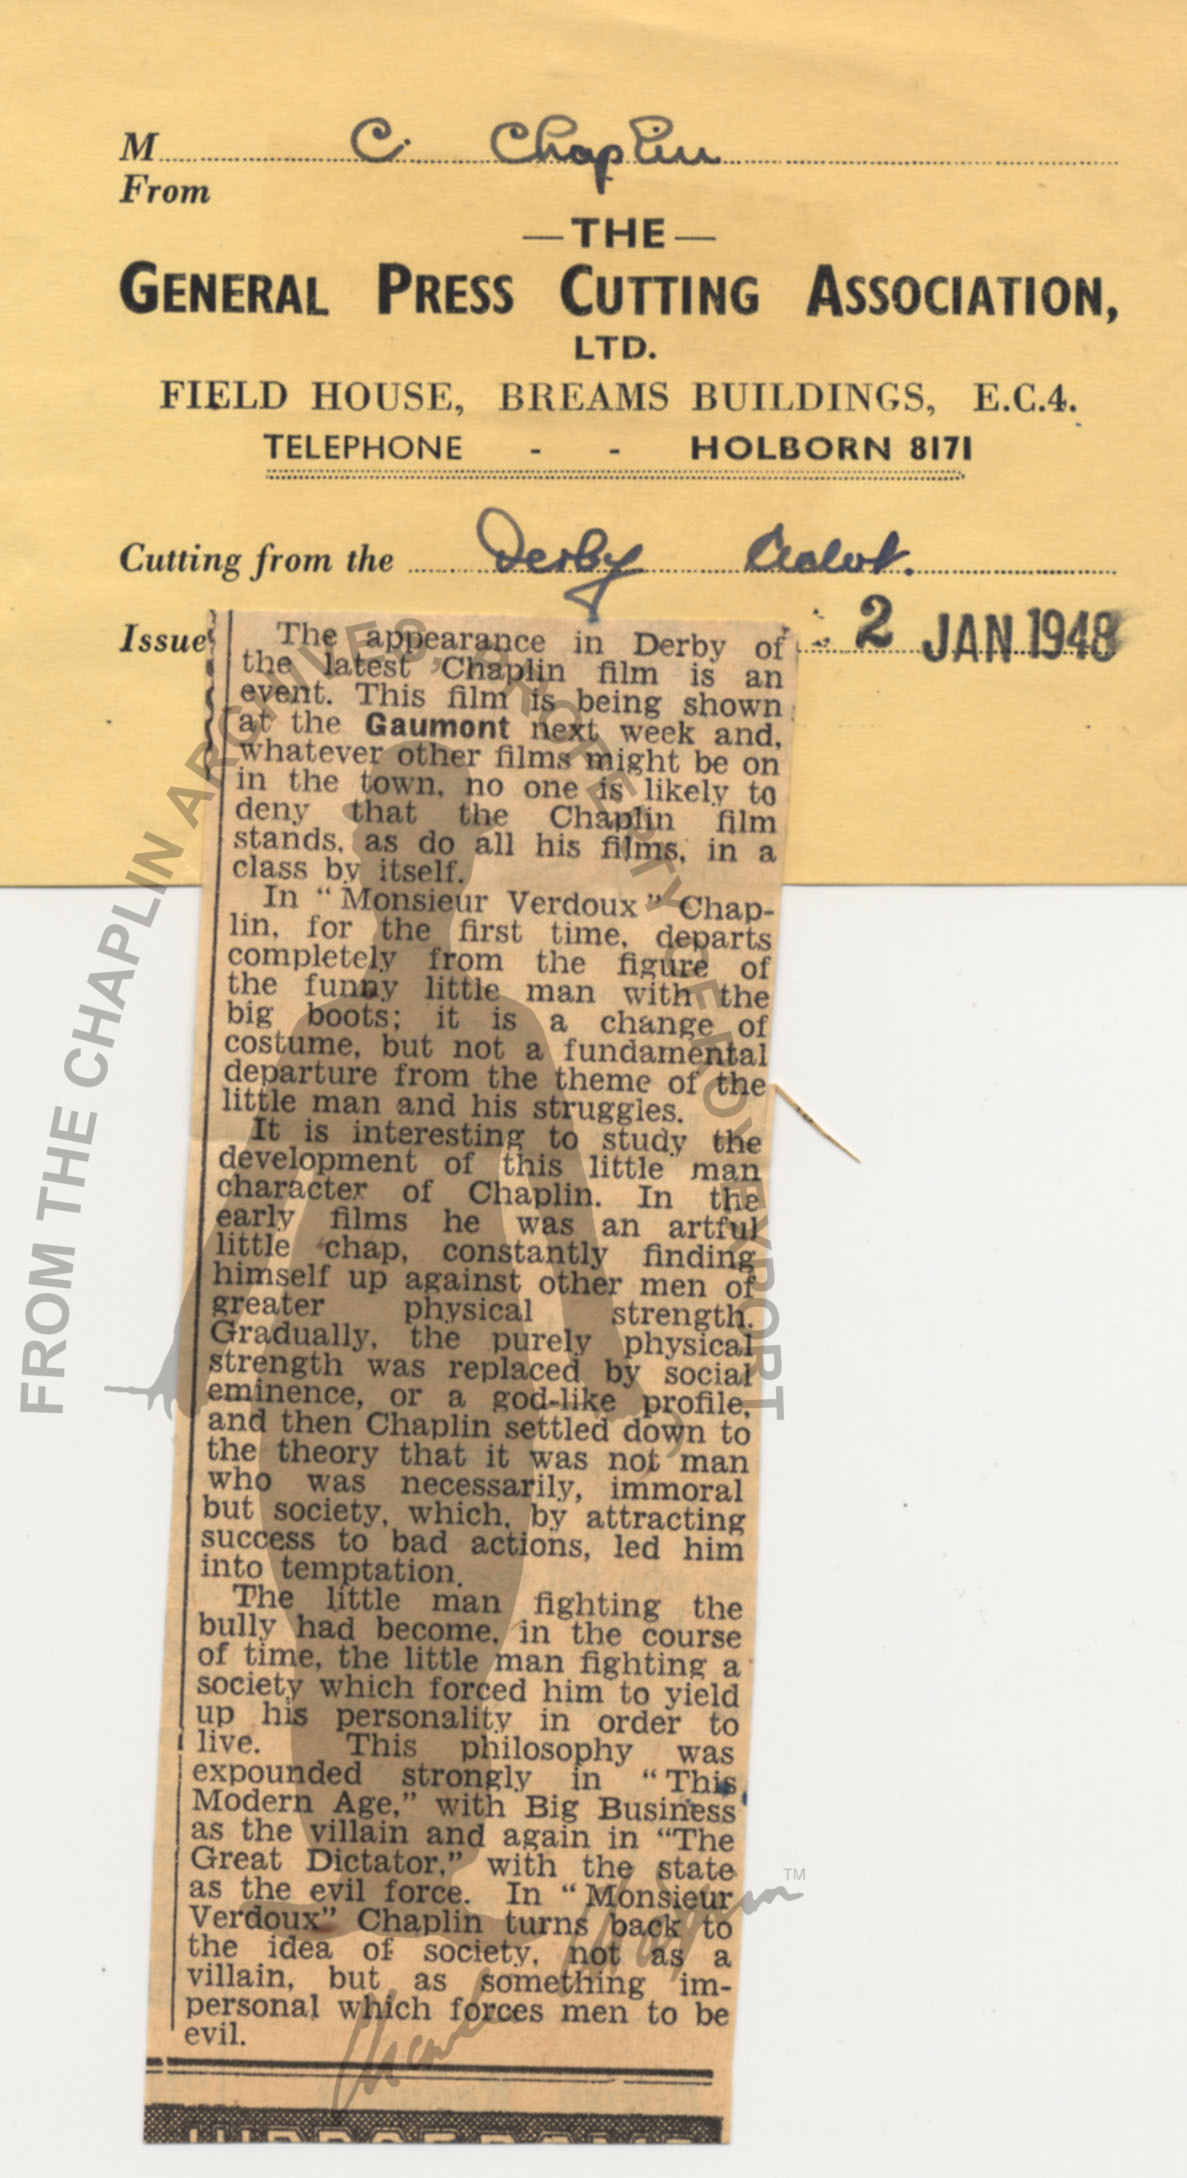 M C. Chaplin
From
—THE—
GENERAL PRESS CUTTING ASSOCIATION,
LTD.
FIELD HOUSE, BREAMS BUILDINGS, E.C.4.
TELEPHONE - - HOLBORN 8171
Cutting from the Derby Advt.
Issue 2 JAN 1948
The appearance in Derby of
the latest Chaplin film is an
event. This film is being shown
at the Gaumont next week and,
whatever other films might be on
in the town, no one is likely to
deny that the Chaplin film
stands, as do all his films, in a
class by itself.
In “Monsieur Verdoux” Chap-
lin, for the first time, departs
completely from the figure of
the funny little man with the
big boots; it is a change of
costume, but not a fundamental
departure from the theme of the
little man and his struggles.
It is interesting to study the
development of this little man
character of Chaplin. In the
early films he was an artful
little chap, constantly finding
himself up against other men of
greater physical strength.
Gradually, the purely physical
strength was replaced by social
eminence, or a god-like profile,
and then Chaplin settled down to
the theory that it was not man
who was necessarily, immoral
but society, which, by attracting
success to bad actions, led him
into temptation.
The little man fighting the
bully had become, in the course
of time, the little man fighting a
society which forced him to yield
up his personality in order to
live. This philosophy was
expounded strongly in “This
Modern Age,” with Big Business
as the villain and again in “The
Great Dictator,” with the state
as the evil force. In “Monsieur
Verdoux” Chaplin turns back to
the idea of society, not as a
villain, but as something im-
personal which forces men to be
evil.
FROM THE CHAPLIN ARCHIVES, PROPERTY OF ROY EXPORT
Charlie Chaplin TM